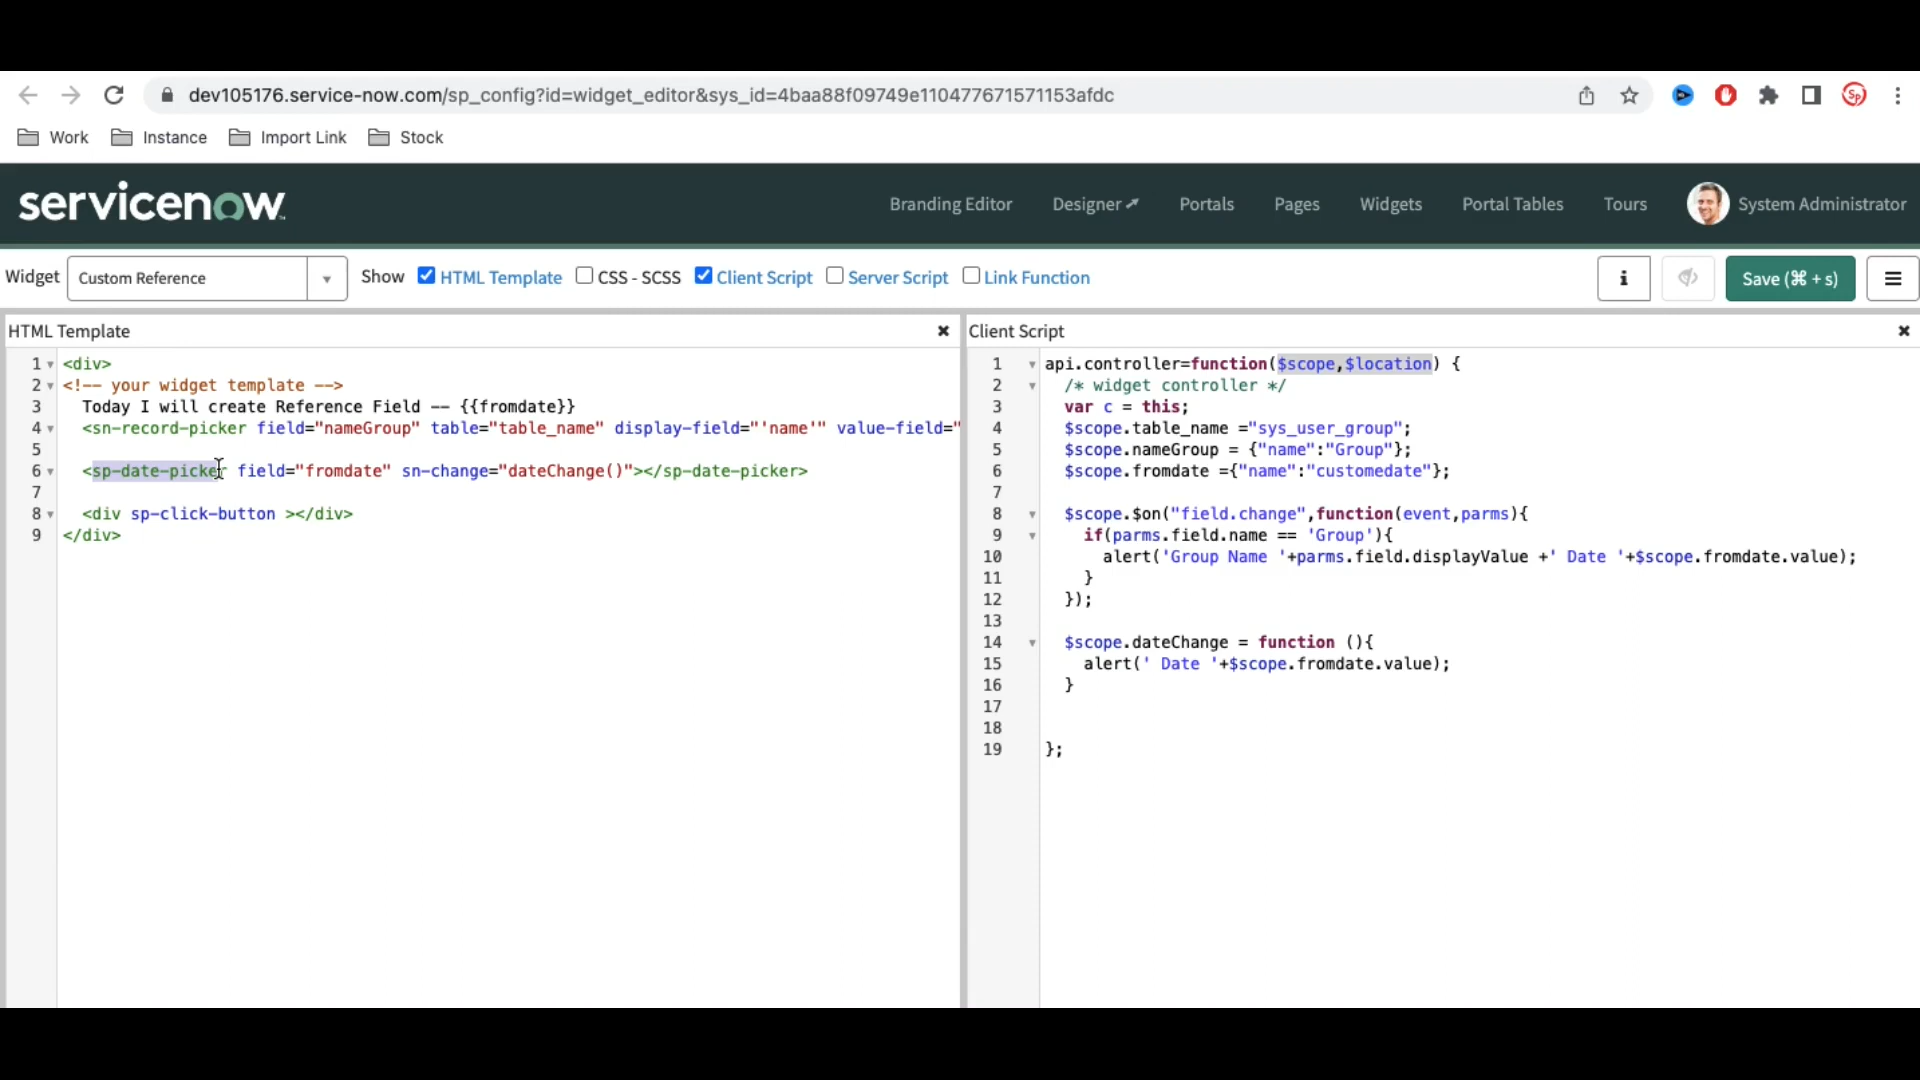 dev105176.service-now.com/sp_config?id=widget_editor&sys_id=4baa88f09749e110477671571153afdc
Work Instance Import Link Stock
servicenow Branding Editor Designer Portals Pages Widgets Portal Tables Tours System Administrator
Widget Custom Reference Show HTML Template CSS - SCSS Client Script Server Script Link Function i Save (⌘ + s)
HTML Template
1 <div>
2 <!-- your widget template -->
3 Today I will create Reference Field -- {{fromdate}}
4 <sn-record-picker field="nameGroup" table="table_name" display-field="'name'" value-field="
5
6 <sp-date-picker field="fromdate" sn-change="dateChange()"></sp-date-picker>
7
8 <div sp-click-button ></div>
9 </div>
Client Script
1 api.controller=function($scope,$location) {
2 /* widget controller */
3 var c = this;
4 $scope.table_name ="sys_user_group";
5 $scope.nameGroup = {"name":"Group"};
6 $scope.fromdate ={"name":"customedate"};
7
8 $scope.$on("field.change",function(event,parms){
9 if(parms.field.name == 'Group'){
10 alert('Group Name '+parms.field.displayValue +' Date '+$scope.fromdate.value);
11 }
12 });
13
14 $scope.dateChange = function (){
15 alert(' Date '+$scope.fromdate.value);
16 }
17
18
19 };